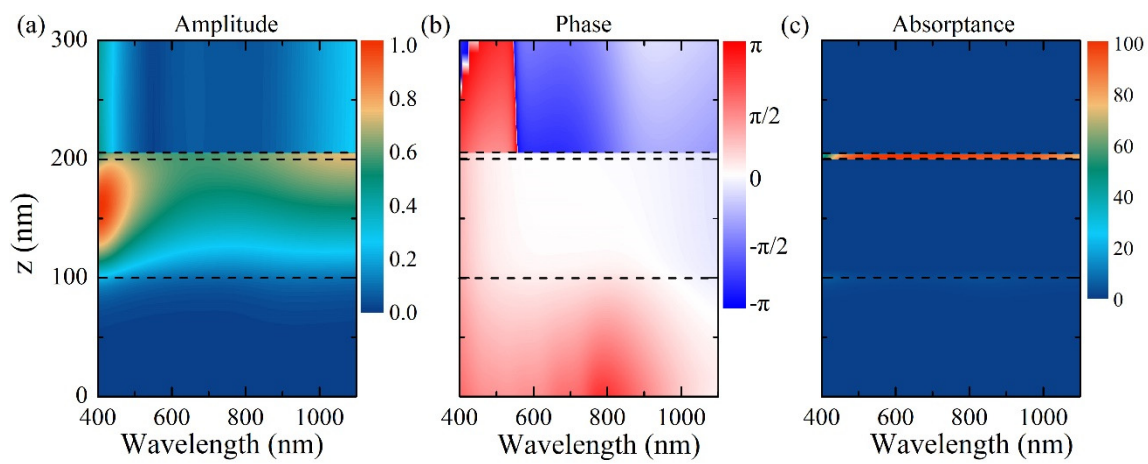 (a) Amplitude
300
200
100
0
z (nm)
400 600 800 1000
Wavelength (nm)
1.0
0.8
0.6
0.4
0.2
0.0
(b) Phase
400 600 800 1000
Wavelength (nm)
π
π/2
0
-π/2
-π
(c) Absorptance
400 600 800 1000
Wavelength (nm)
100
80
60
40
20
0